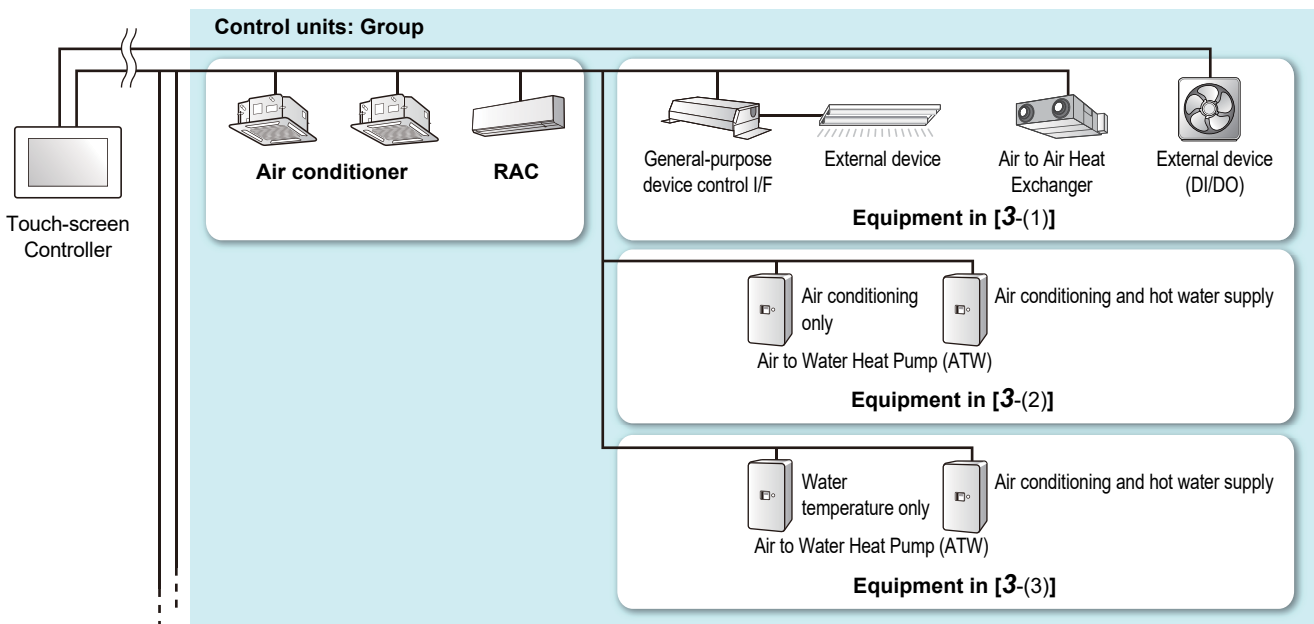 Control units: Group
Touch-screen
Controller
Air conditioner
RAC
General-purpose
device control I/F
External device
Air to Air Heat
Exchanger
External device
(DI/DO)
Equipment in [3-(1)]
Air conditioning
only
Air conditioning and hot water supply
Air to Water Heat Pump (ATW)
Equipment in [3-(2)]
Water
temperature only
Air conditioning and hot water supply
Air to Water Heat Pump (ATW)
Equipment in [3-(3)]